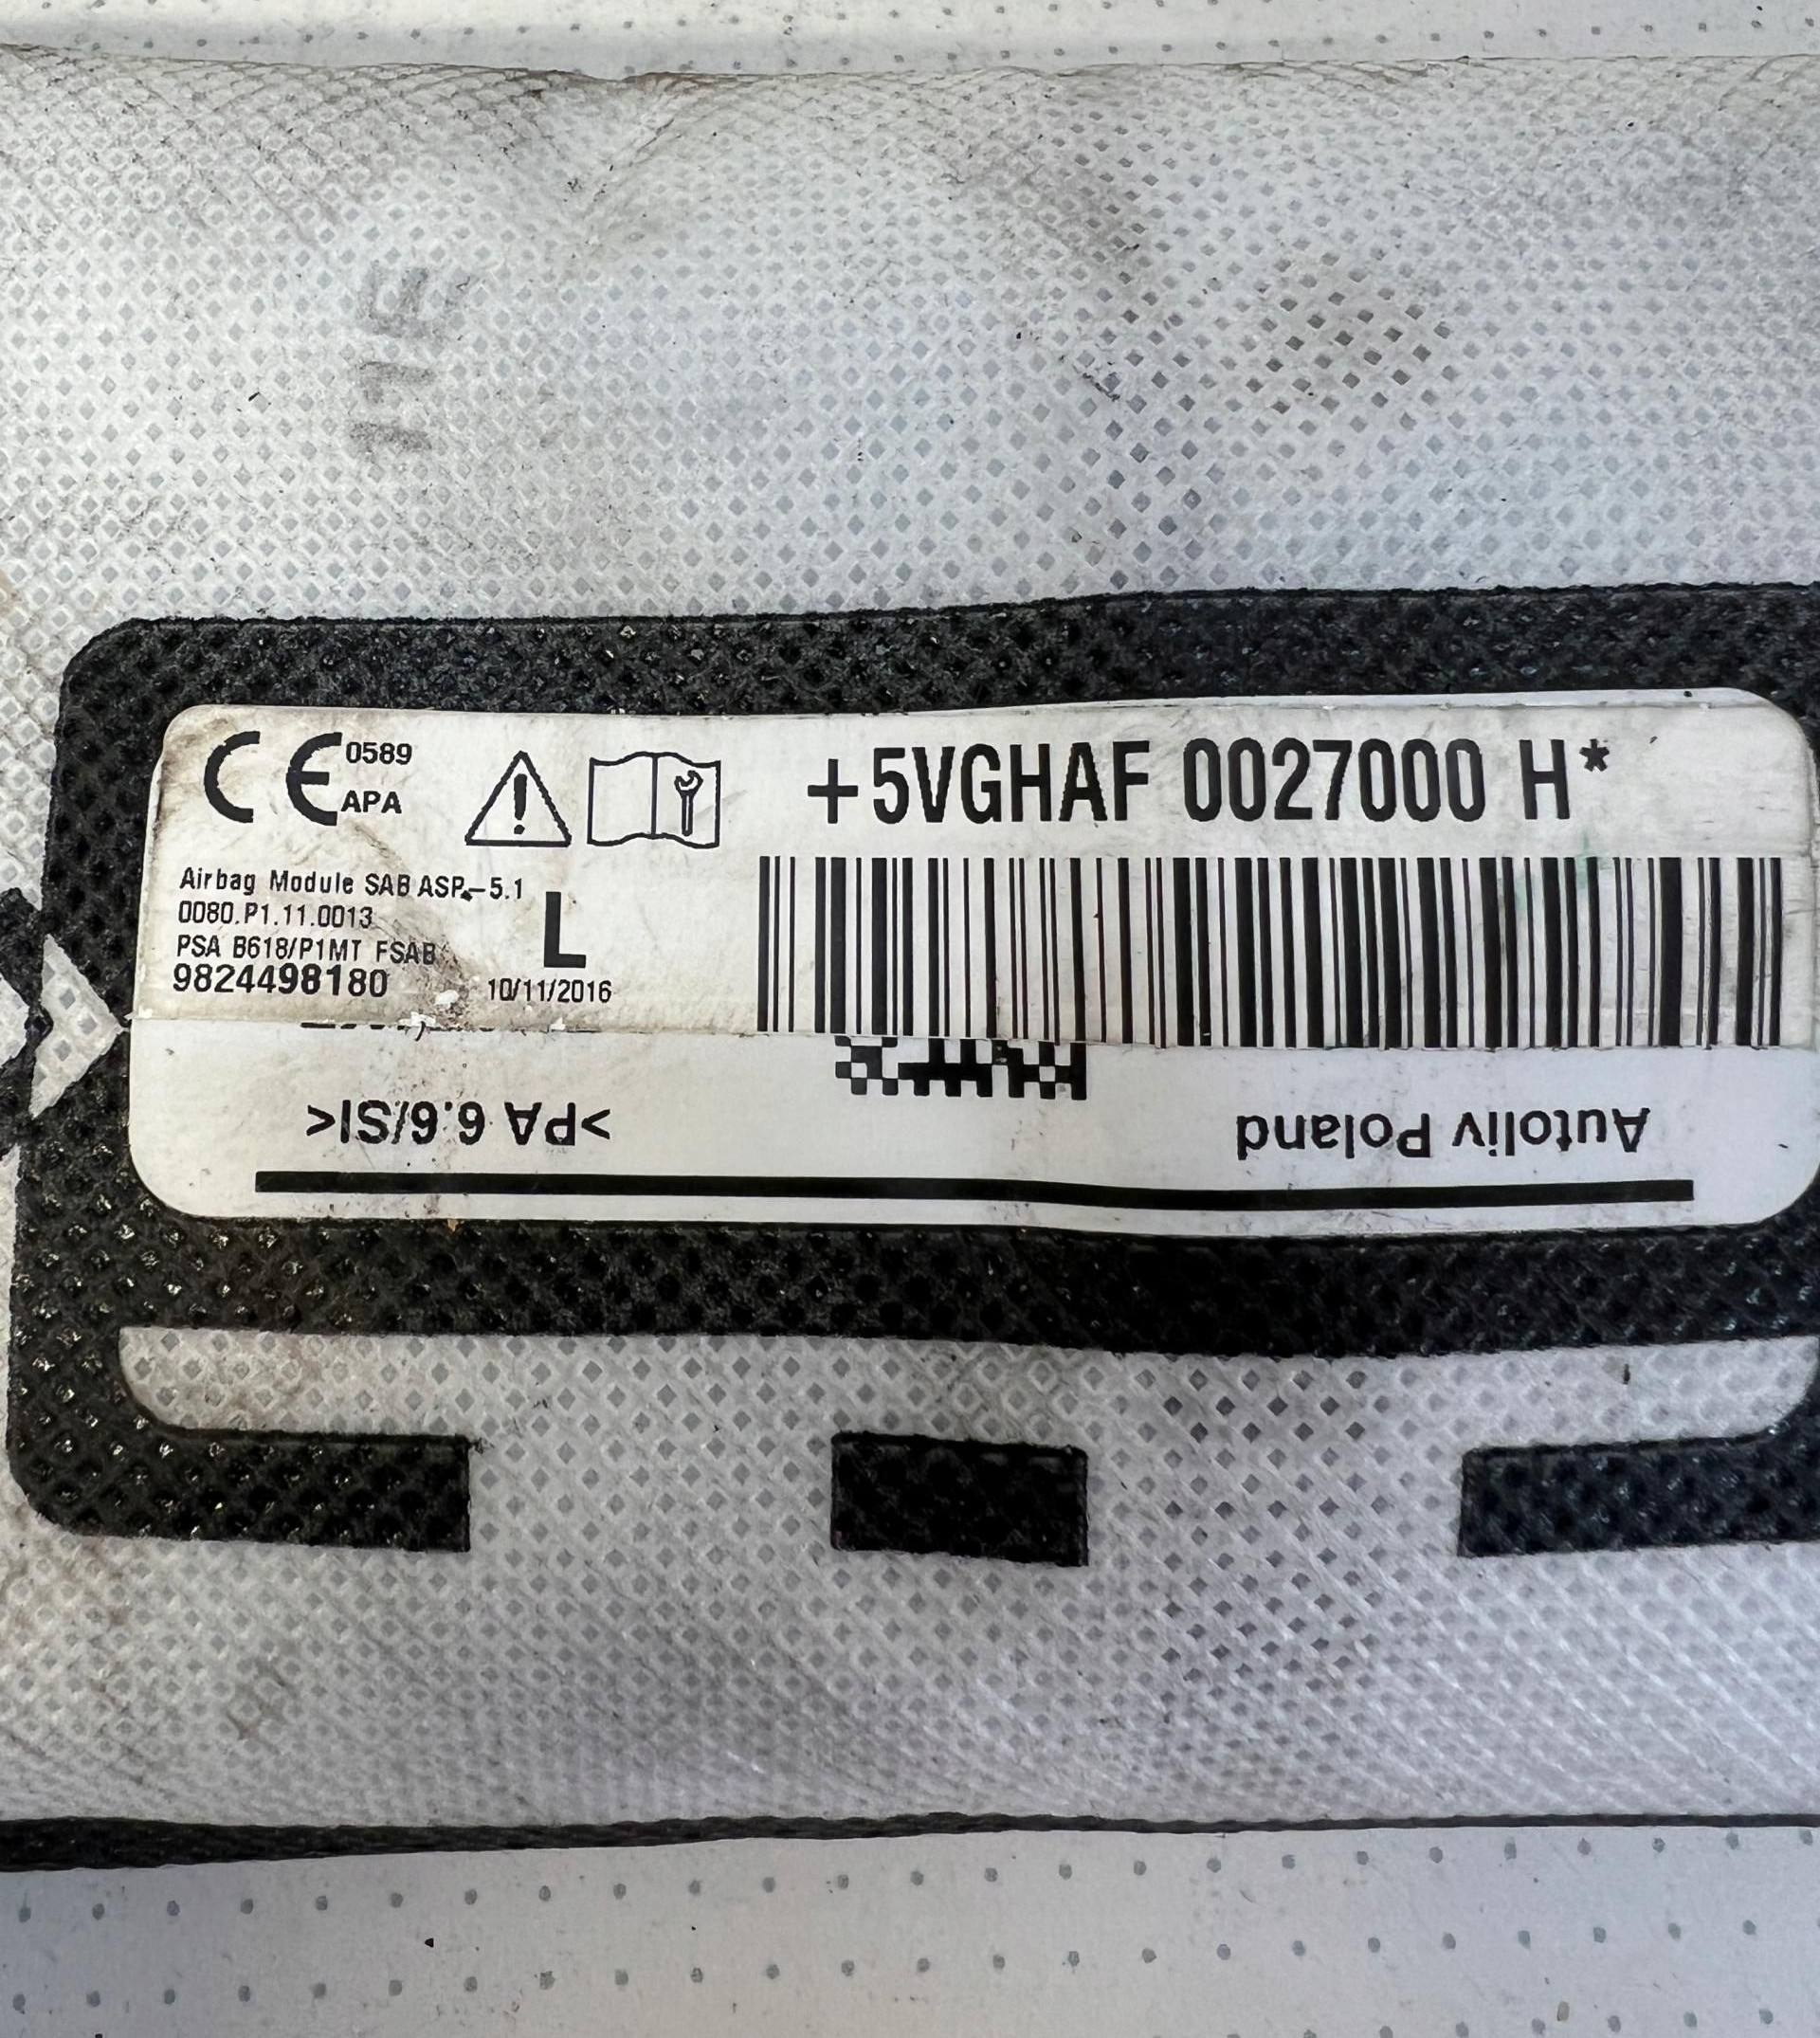 CE 0589
APA
+5VGHAF 0027000 H*
Airbag Module SAB ASP-5.1
0080.P1.11.0013
L
PSA B618/P1MT FSAB
9824498180
10/11/2016
>PA 6.6/SI<
Autoliv Poland